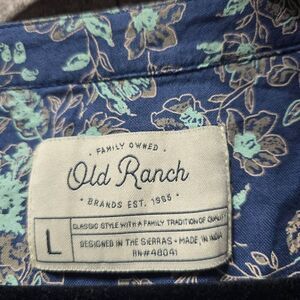 • FAMILY OWNED •
Old Ranch
• BRANDS EST. 1965 •
L
CLASSIC STYLE WITH A FAMILY TRADITION OF QUALITY
DESIGNED IN THE SIERRAS • MADE IN INDIA
RN#48041